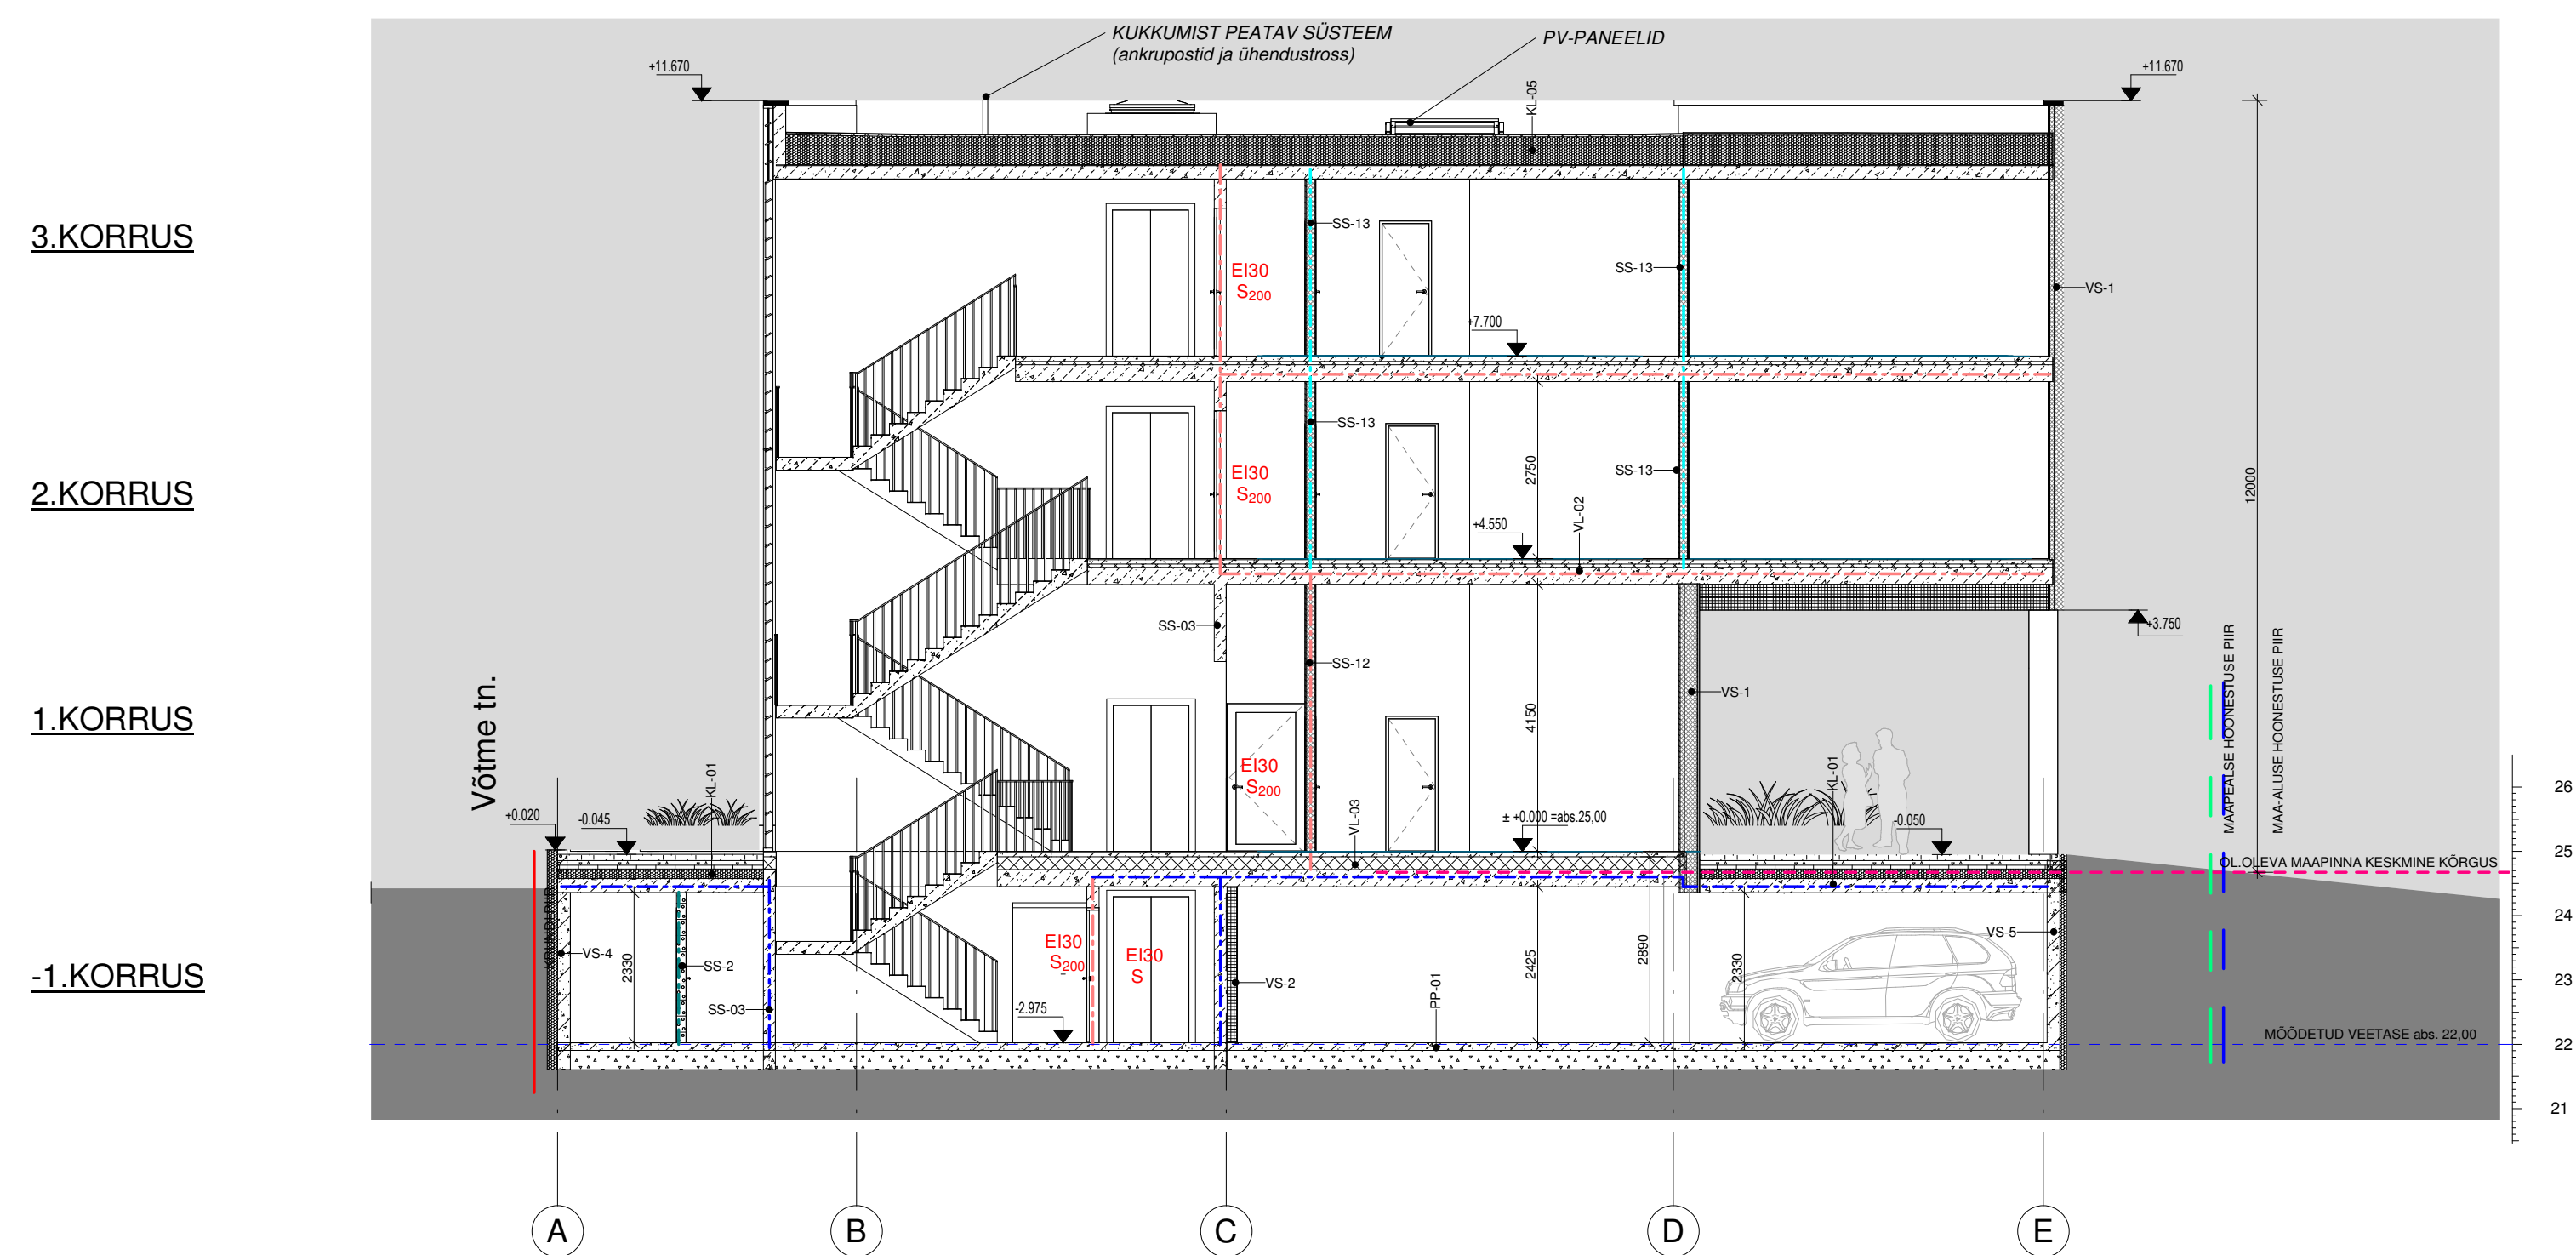 KUKKUMIST PEATAV SÜSTEEM
(ankrupostid ja ühendustross)
PV-PANEELID
+11.670
+11.670
KL-05
3.KORRUS
SS-13
EI30
S200
SS-13
VS-1
+7.700
2.KORRUS
SS-13
EI30
S200
SS-13
2750
VL-02
+4.550
12000
SS-03
SS-12
+3.750
VS-1
1.KORRUS
Võtme tn.
4150
EI30
S200
KL-01
KL-01
MAAPEALSE HOONESTUSE PIIR
MAA-ALUSE HOONESTUSE PIIR
+0.020
-0.045
VL-03
± +0.000 =abs.25,00
-0.050
OL.OLEVA MAAPINNA KESKMINE KÕRGUS
26
25
24
23
22
21
-1.KORRUS
KRUNDI PIIR
VS-4
2330
SS-2
SS-03
EI30
S200
EI30
S
-2.975
VS-2
PP-01
2425
2890
2330
VS-5
MÕÕDETUD VEETASE abs. 22,00
A
B
C
D
E